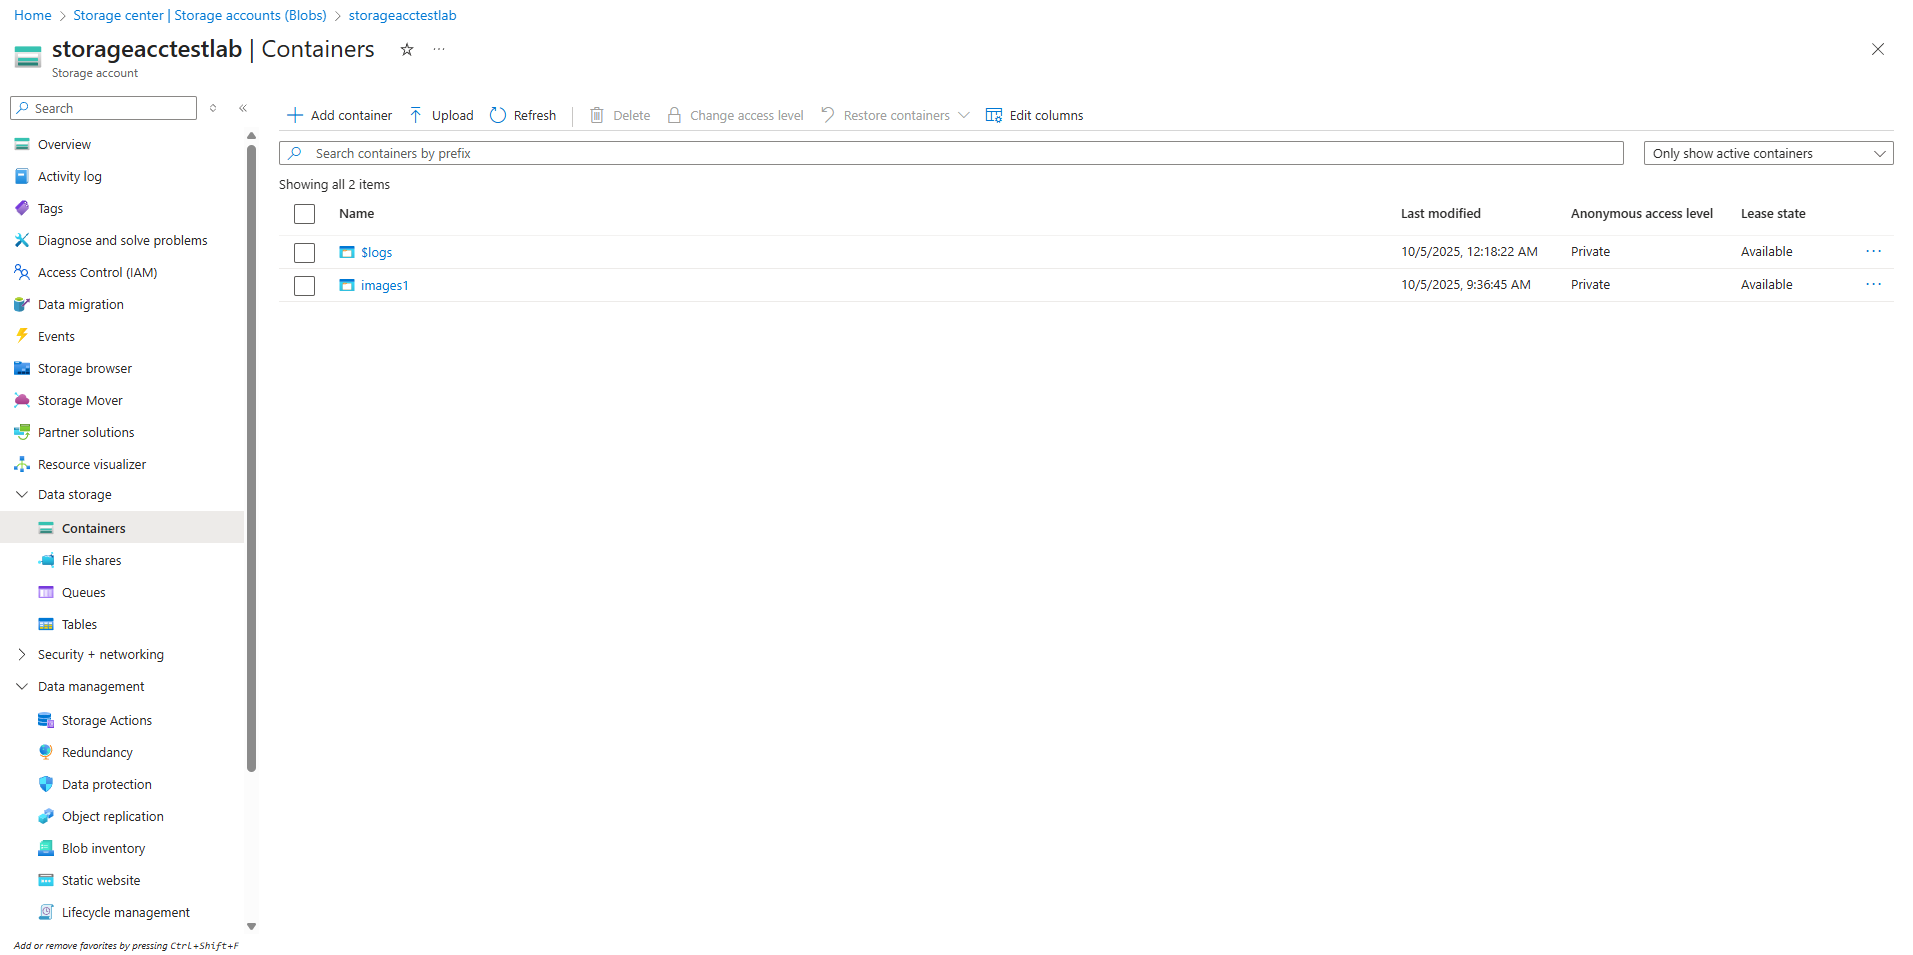 Home > Storage center | Storage accounts (Blobs) > storageacctestlab
storageacctestlab | Containers
Storage account
Search
Overview
Activity log
Tags
Diagnose and solve problems
Access Control (IAM)
Data migration
Events
Storage browser
Storage Mover
Partner solutions
Resource visualizer
Data storage
Containers
File shares
Queues
Tables
Security + networking
Data management
Storage Actions
Redundancy
Data protection
Object replication
Blob inventory
Static website
Lifecycle management
Add or remove favorites by pressing Ctrl+Shift+F
Add container Upload Refresh Delete Change access level Restore containers Edit columns
Search containers by prefix Only show active containers
Showing all 2 items
Name Last modified Anonymous access level Lease state
$logs 10/5/2025, 12:18:22 AM Private Available ...
images1 10/5/2025, 9:36:45 AM Private Available ...